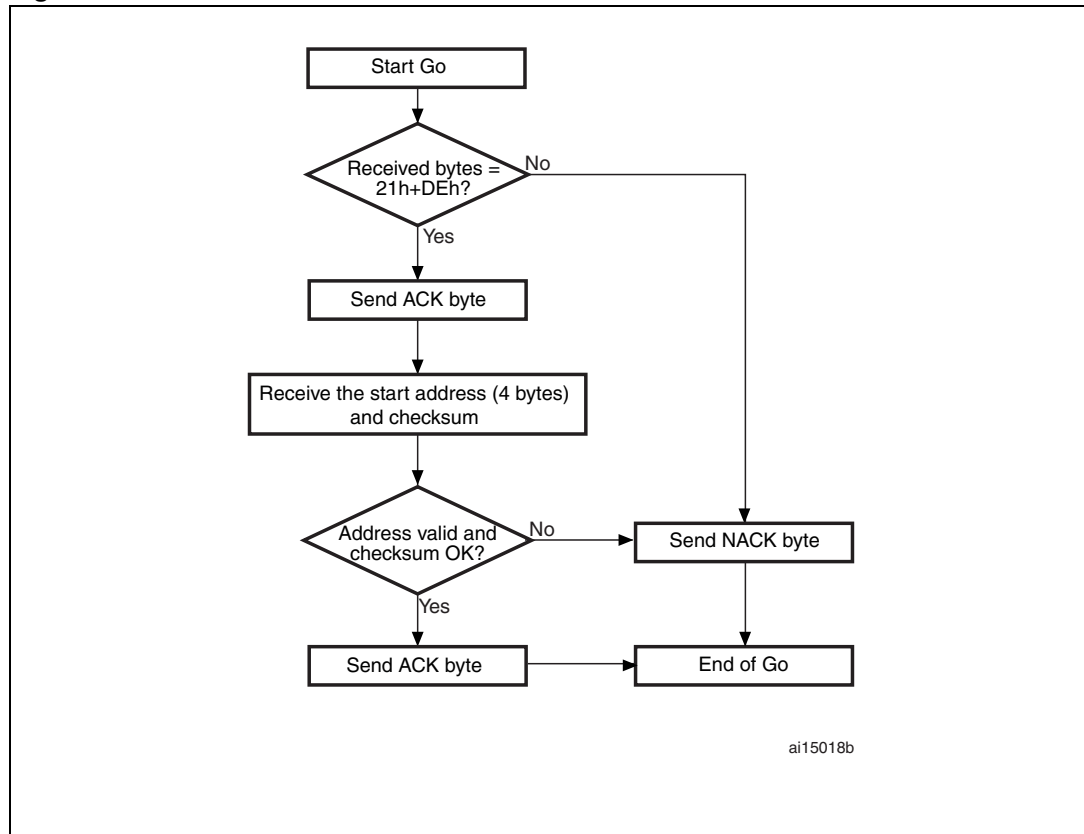 Start Go
Received bytes =
21h+DEh?
No
Yes
Send ACK byte
Receive the start address (4 bytes)
and checksum
Address valid and
checksum OK?
No
Send NACK byte
Yes
Send ACK byte
End of Go
ai15018b